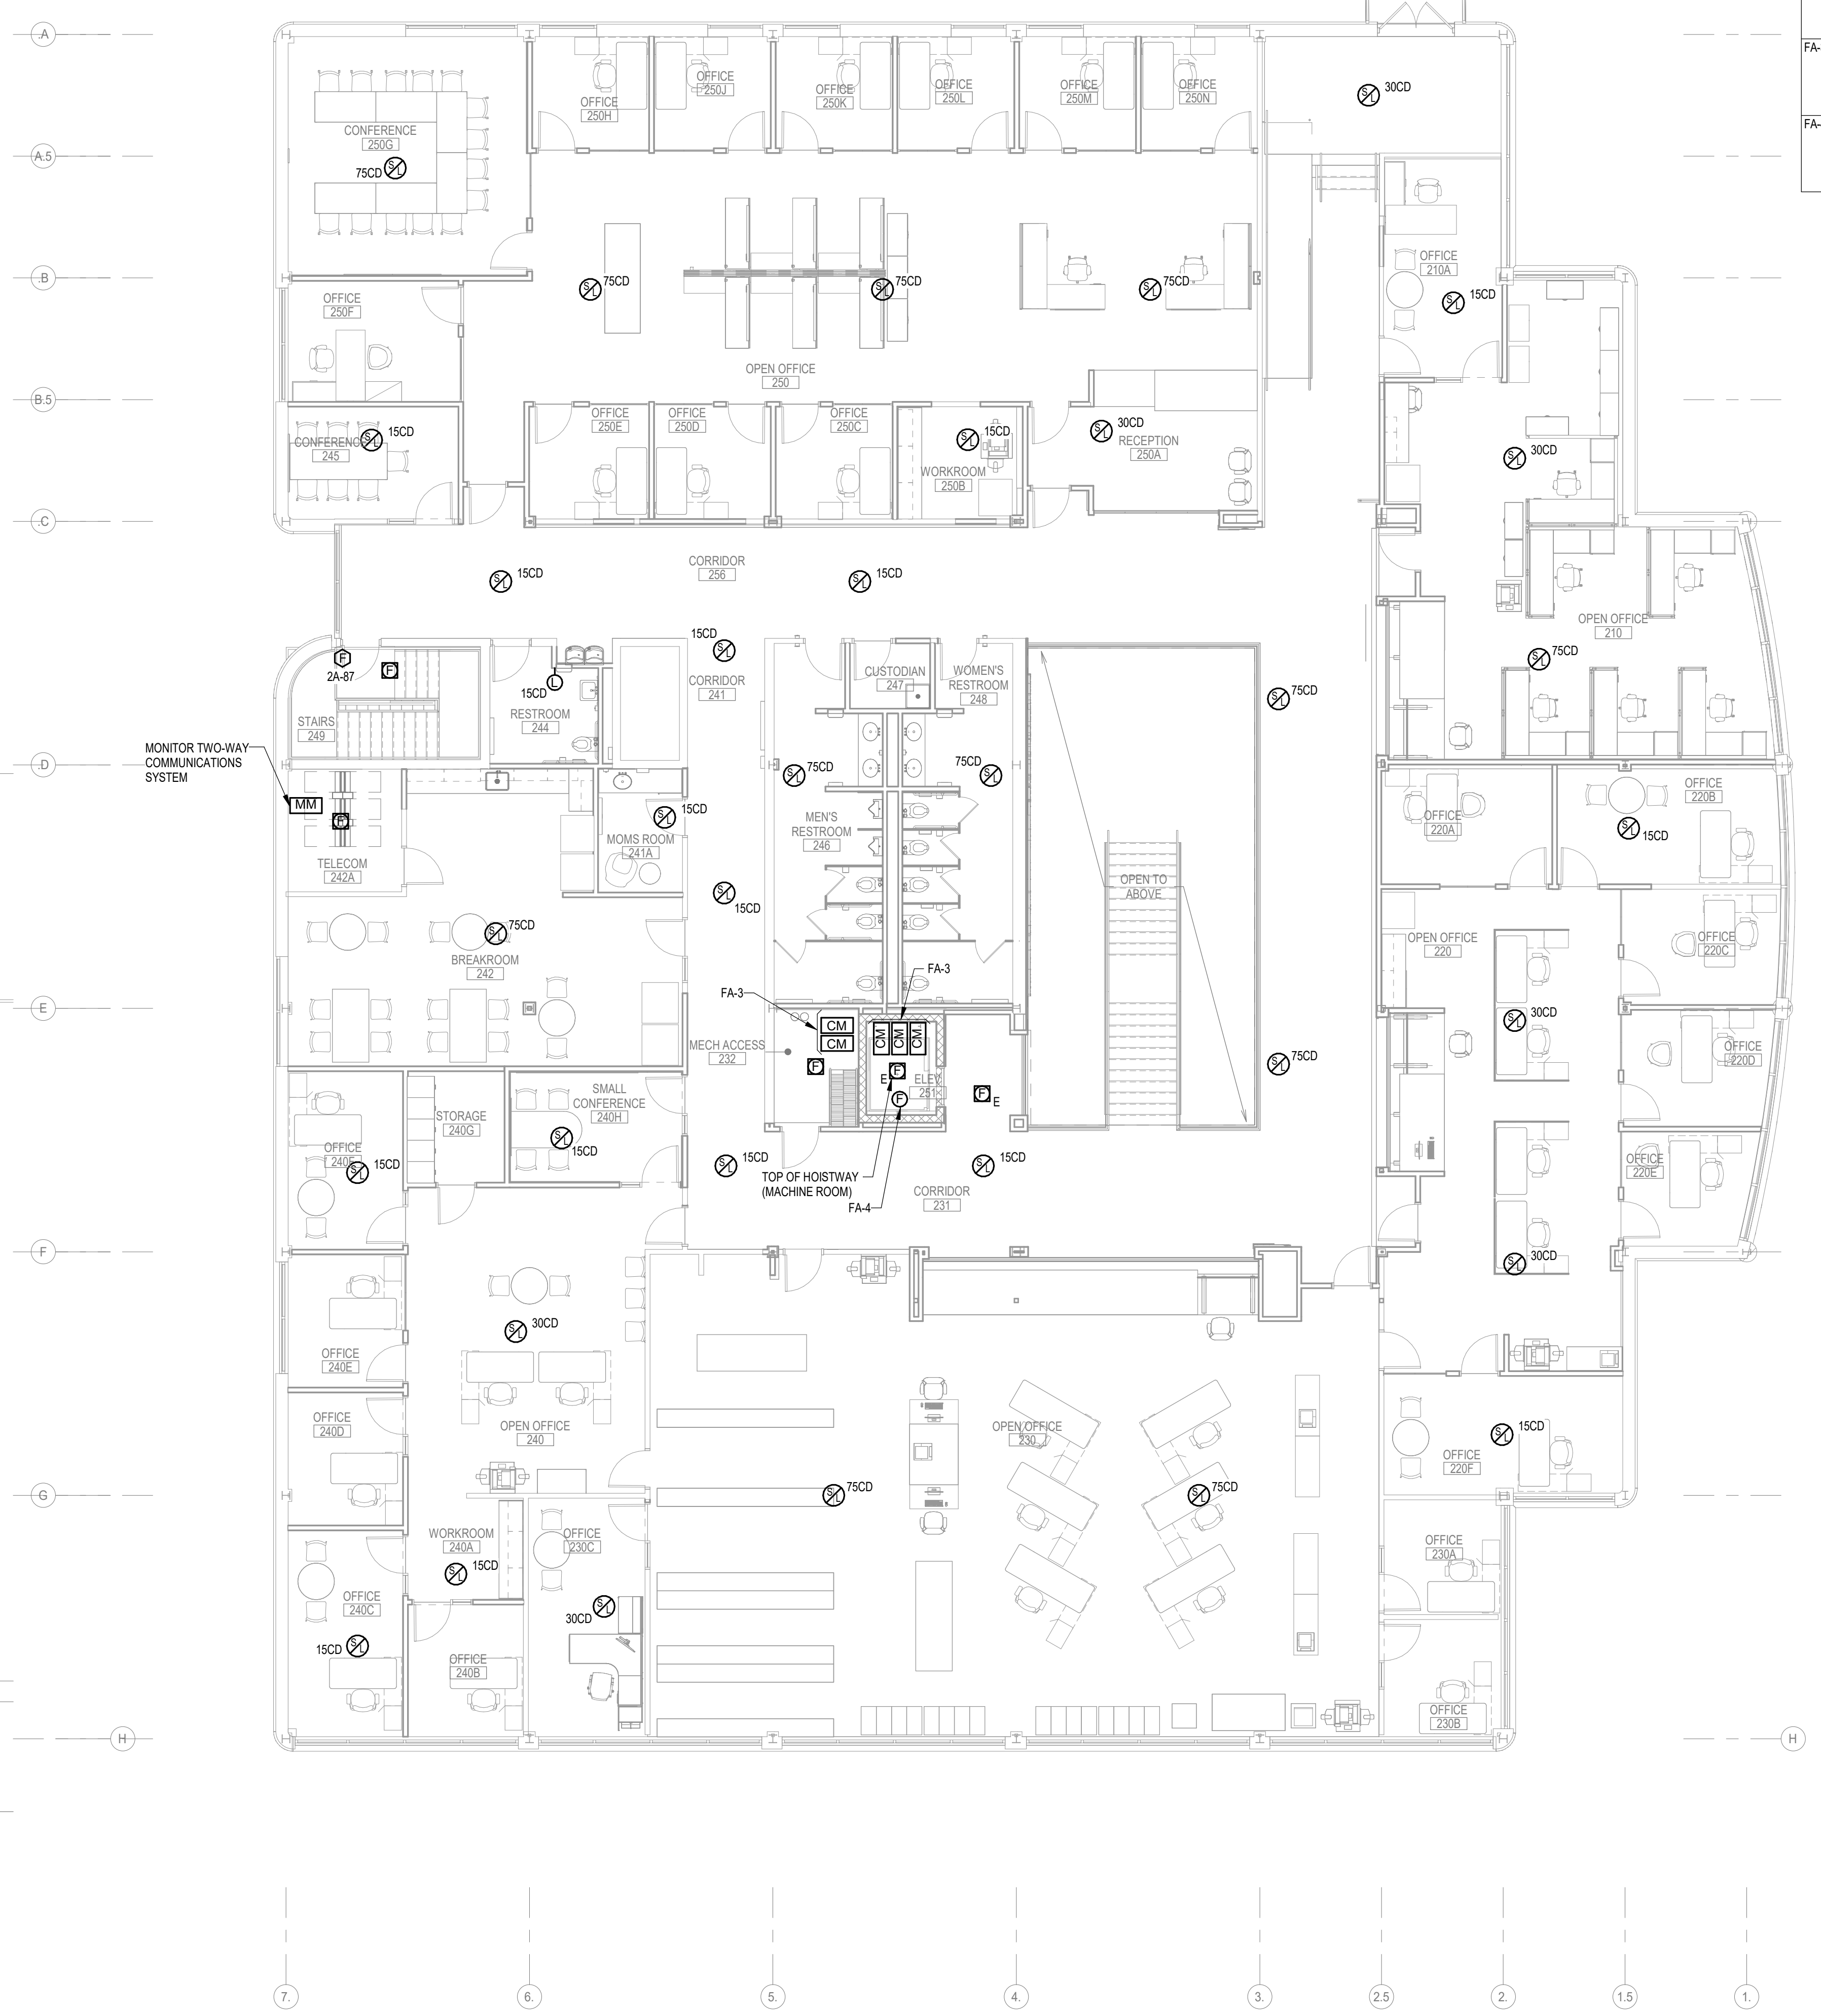 .A
FA-
OFFICE
250H
OFFICE
250J
OFFICE
250K
OFFICE
250L
OFFICE
250M
OFFICE
250N
S/L 30CD
FA-
CONFERENCE
250G
A.5
75CD S/L
.B
OFFICE
250F
S/L 75CD
S/L 75CD
S/L 75CD
OFFICE
210A
S/L 15CD
OPEN OFFICE
250
B.5
CONFERENCE
245
S/L 15CD
OFFICE
250E
OFFICE
250D
OFFICE
250C
S/L 15CD
WORKROOM
250B
S/L 30CD
RECEPTION
250A
S/L 30CD
.C
CORRIDOR
256
S/L 15CD
S/L 15CD
OPEN OFFICE
210
S/L 75CD
15CD
S/L
F
2A-87
F
L
15CD
RESTROOM
244
CORRIDOR
241
CUSTODIAN
247
WOMEN'S
RESTROOM
248
S/L 75CD
STAIRS
249
MONITOR TWO-WAY
COMMUNICATIONS
SYSTEM
.D
MM
F
TELECOM
242A
S/L 75CD
75CD S/L
S/L 15CD
MOMS ROOM
241A
MEN'S
RESTROOM
246
OFFICE
220A
OFFICE
220B
S/L 15CD
OPEN TO
ABOVE
S/L
15CD
S/L 75CD
BREAKROOM
242
OPEN OFFICE
220
OFFICE
220C
FA-3
FA-3
E
CM
CM
CM
CM
CM
MECH ACCESS
232
F
F
E
ELEV
251
F
F
E
S/L 30CD
S/L 75CD
OFFICE
220D
STORAGE
240G
SMALL
CONFERENCE
240H
S/L
15CD
OFFICE
240F
S/L 15CD
S/L 15CD
TOP OF HOISTWAY
(MACHINE ROOM)
FA-4
S/L 15CD
CORRIDOR
231
OFFICE
220E
F
S/L 30CD
S/L 30CD
OFFICE
240E
OFFICE
240D
OPEN OFFICE
240
OPEN OFFICE
230
S/L 15CD
OFFICE
220F
G
S/L 75CD
S/L 75CD
WORKROOM
240A
S/L 15CD
OFFICE
230C
S/L
30CD
OFFICE
230A
OFFICE
240C
15CD S/L
OFFICE
240B
OFFICE
230B
H
H
7.
6.
5.
4.
3.
2.5
2.
1.5
1.